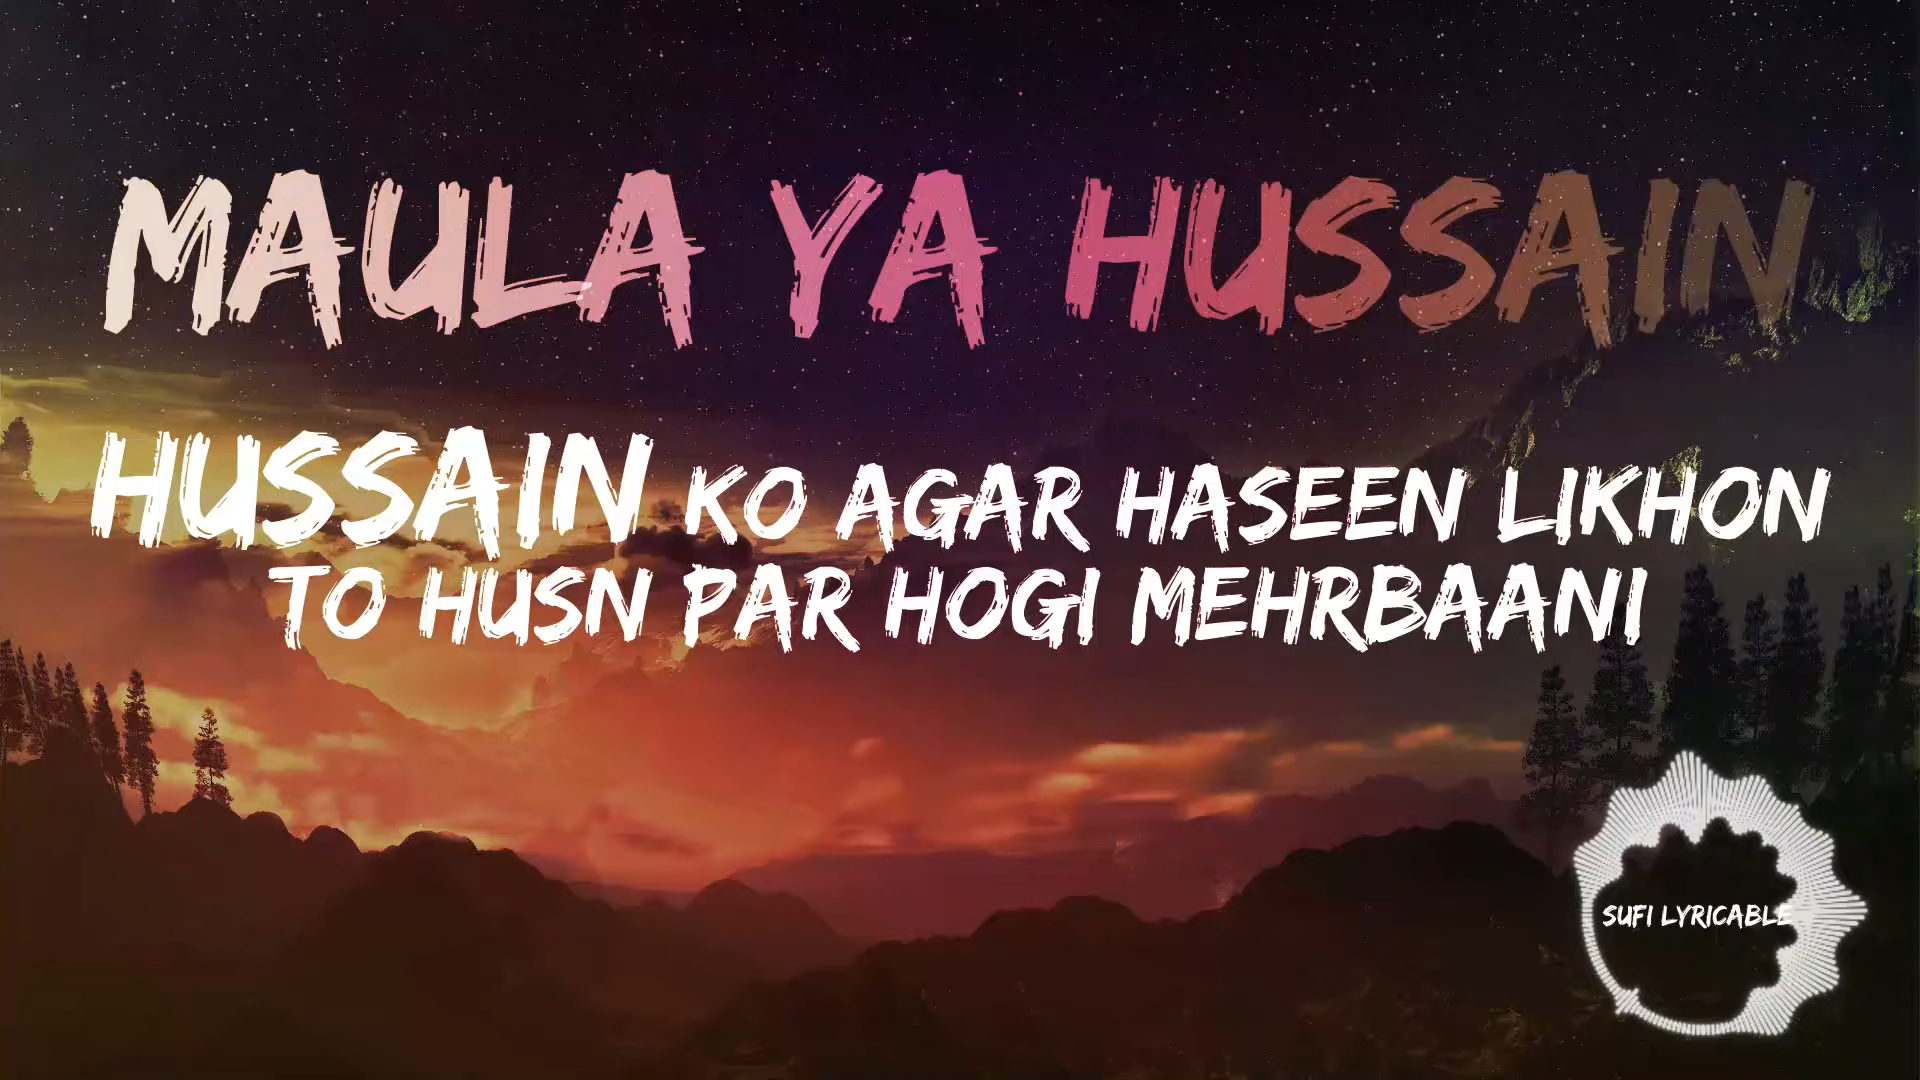 MAULA YA HUSSAIN
HUSSAIN KO AGAR HASEEN LIKHON
TO HUSN PAR HOGI MEHRBAANI
SUFI LYRICABLE